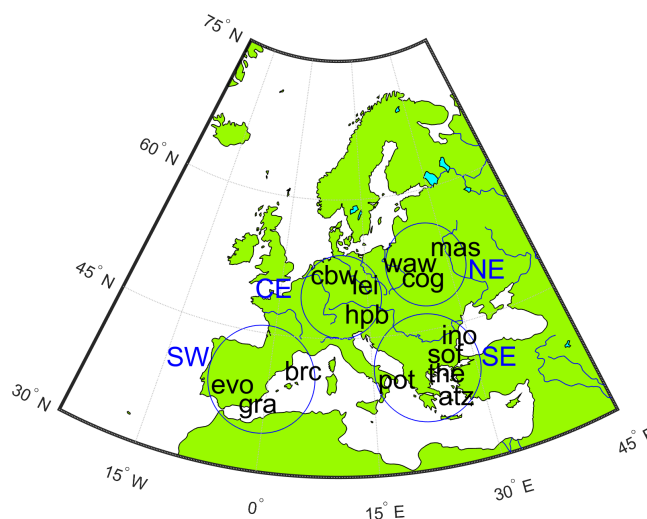 75° N
60° N
45° N
30° N
15° W
0°
15° E
30° E
45° E
mas
waw
NE
cog
cbw
lei
CE
hpb
ino
SW
sof
SE
brc
the
pot
evo
atz
gra